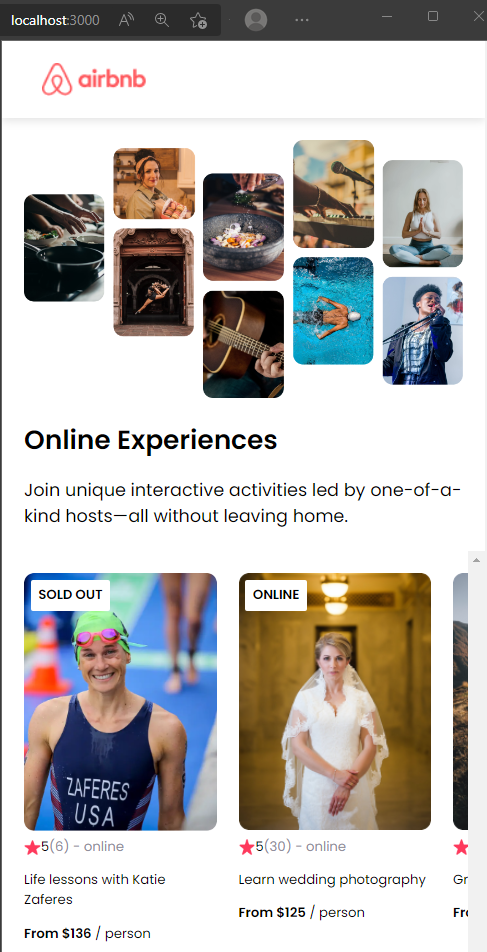 localhost:3000
airbnb
Online Experiences
Join unique interactive activities led by one-of-a-
kind hosts—all without leaving home.
SOLD OUT
ZAFERES
USA
5(6) - online
Life lessons with Katie
Zaferes
From $136 / person
ONLINE
5(30) - online
Learn wedding photography
From $125 / person
Gr
Fr